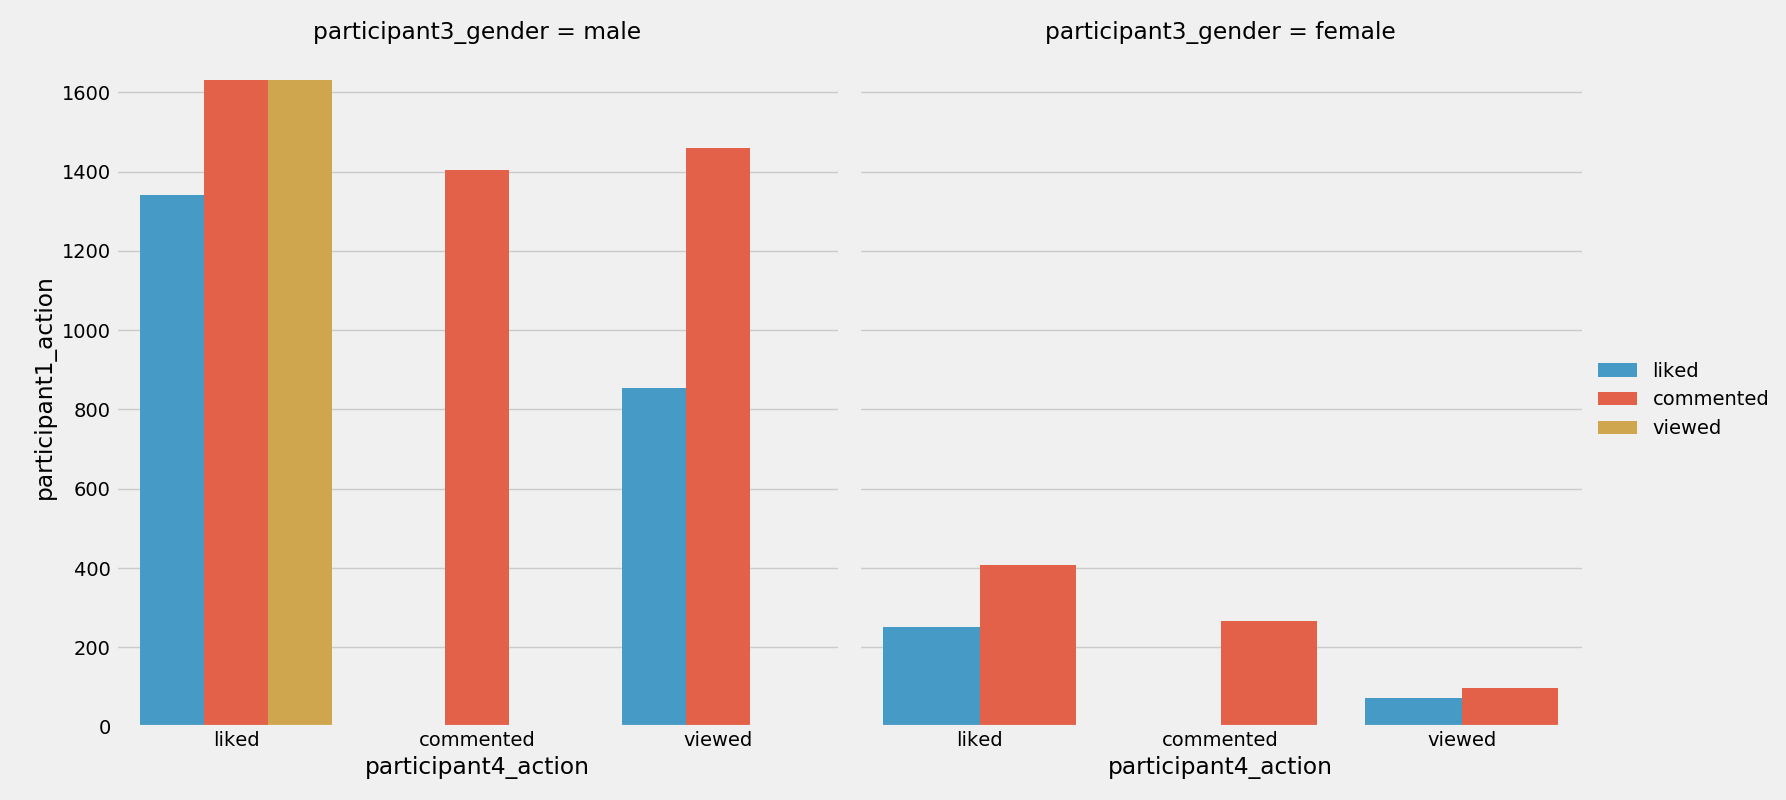 participant3_gender = male
participant3_gender = female
participant1_action
1600
1400
1200
1000
800
600
400
200
0
liked
commented
viewed
liked
commented
viewed
participant4_action
participant4_action
liked
commented
viewed